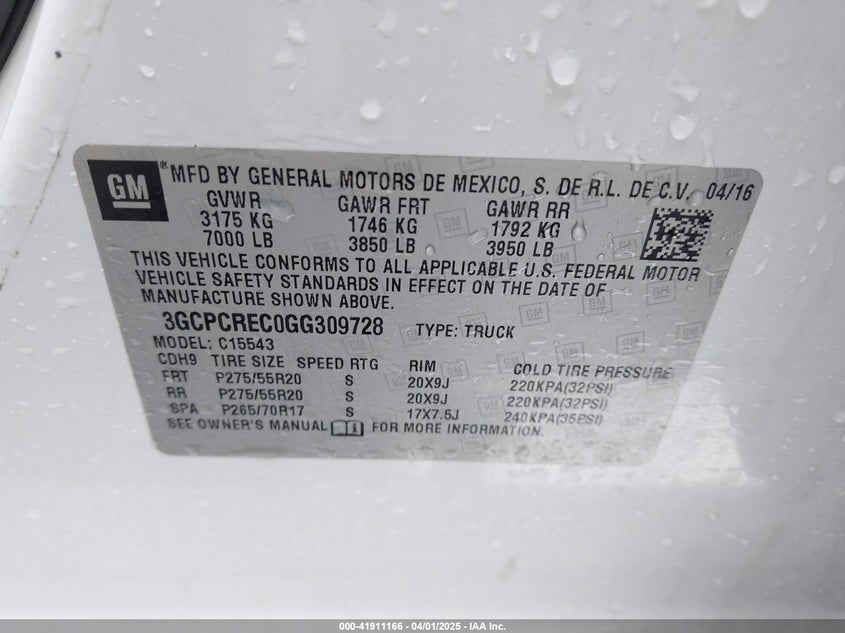 GM
® MFD BY GENERAL MOTORS DE MEXICO, S. DE R.L. DE C.V. 04/16
GVWR GAWR FRT GAWR RR
3175 KG 1746 KG 1792 KG
7000 LB 3850 LB 3950 LB
THIS VEHICLE CONFORMS TO ALL APPLICABLE U.S. FEDERAL MOTOR
VEHICLE SAFETY STANDARDS IN EFFECT ON THE DATE OF
MANUFACTURE SHOWN ABOVE.
3GCPCREC0GG309728 TYPE: TRUCK
MODEL: C15543
CDH9 TIRE SIZE SPEED RTG RIM COLD TIRE PRESSURE
FRT P275/55R20 S 20X9J 220KPA(32PSI)
RR P275/55R20 S 20X9J 220KPA(32PSI)
SPA P265/70R17 S 17X7.5J 240KPA(35PSI)
SEE OWNER'S MANUAL FOR MORE INFORMATION.
000-41911166 - 04/01/2025 - IAA Inc.